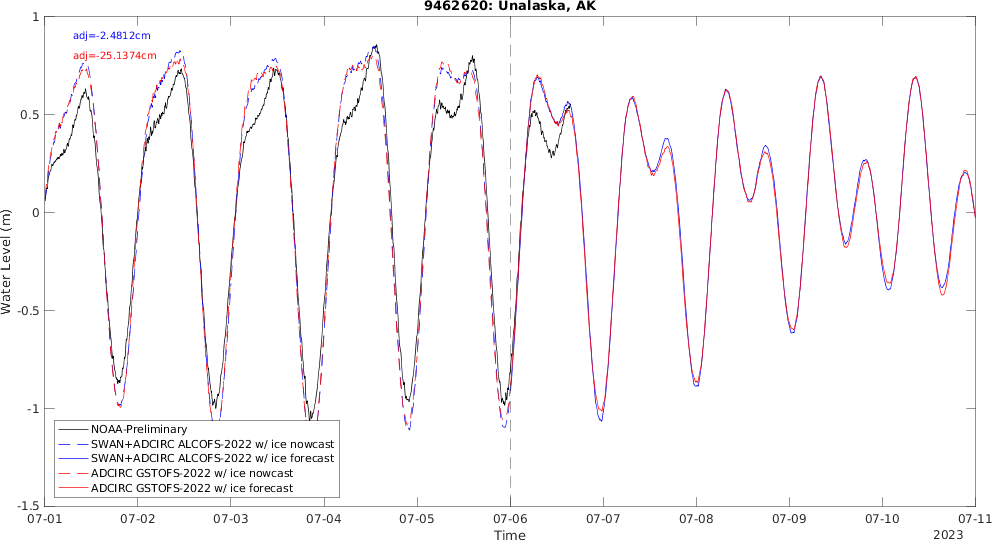 9462620: Unalaska, AK
adj=-2.4812cm
adj=-25.1374cm
1
0.5
0
-0.5
-1
-1.5
Water Level (m)
NOAA-Preliminary
SWAN+ADCIRC ALCOFS-2022 w/ ice nowcast
SWAN+ADCIRC ALCOFS-2022 w/ ice forecast
ADCIRC GSTOFS-2022 w/ ice nowcast
ADCIRC GSTOFS-2022 w/ ice forecast
07-01 07-02 07-03 07-04 07-05 07-06 07-07 07-08 07-09 07-10 07-11
Time
2023